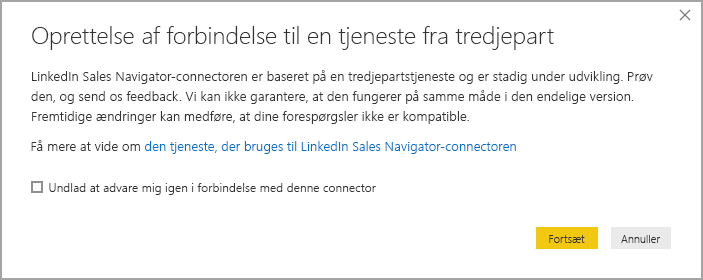 Oprettelse af forbindelse til en tjeneste fra tredjepart
LinkedIn Sales Navigator-connectoren er baseret på en tredjepartstjeneste og er stadig under udvikling. Prøv
den, og send os feedback. Vi kan ikke garantere, at den fungerer på samme måde i den endelige version.
Fremtidige ændringer kan medføre, at dine forespørgsler ikke er kompatible.
Få mere at vide om den tjeneste, der bruges til LinkedIn Sales Navigator-connectoren
Undlad at advare mig igen i forbindelse med denne connector
Fortsæt Annuller